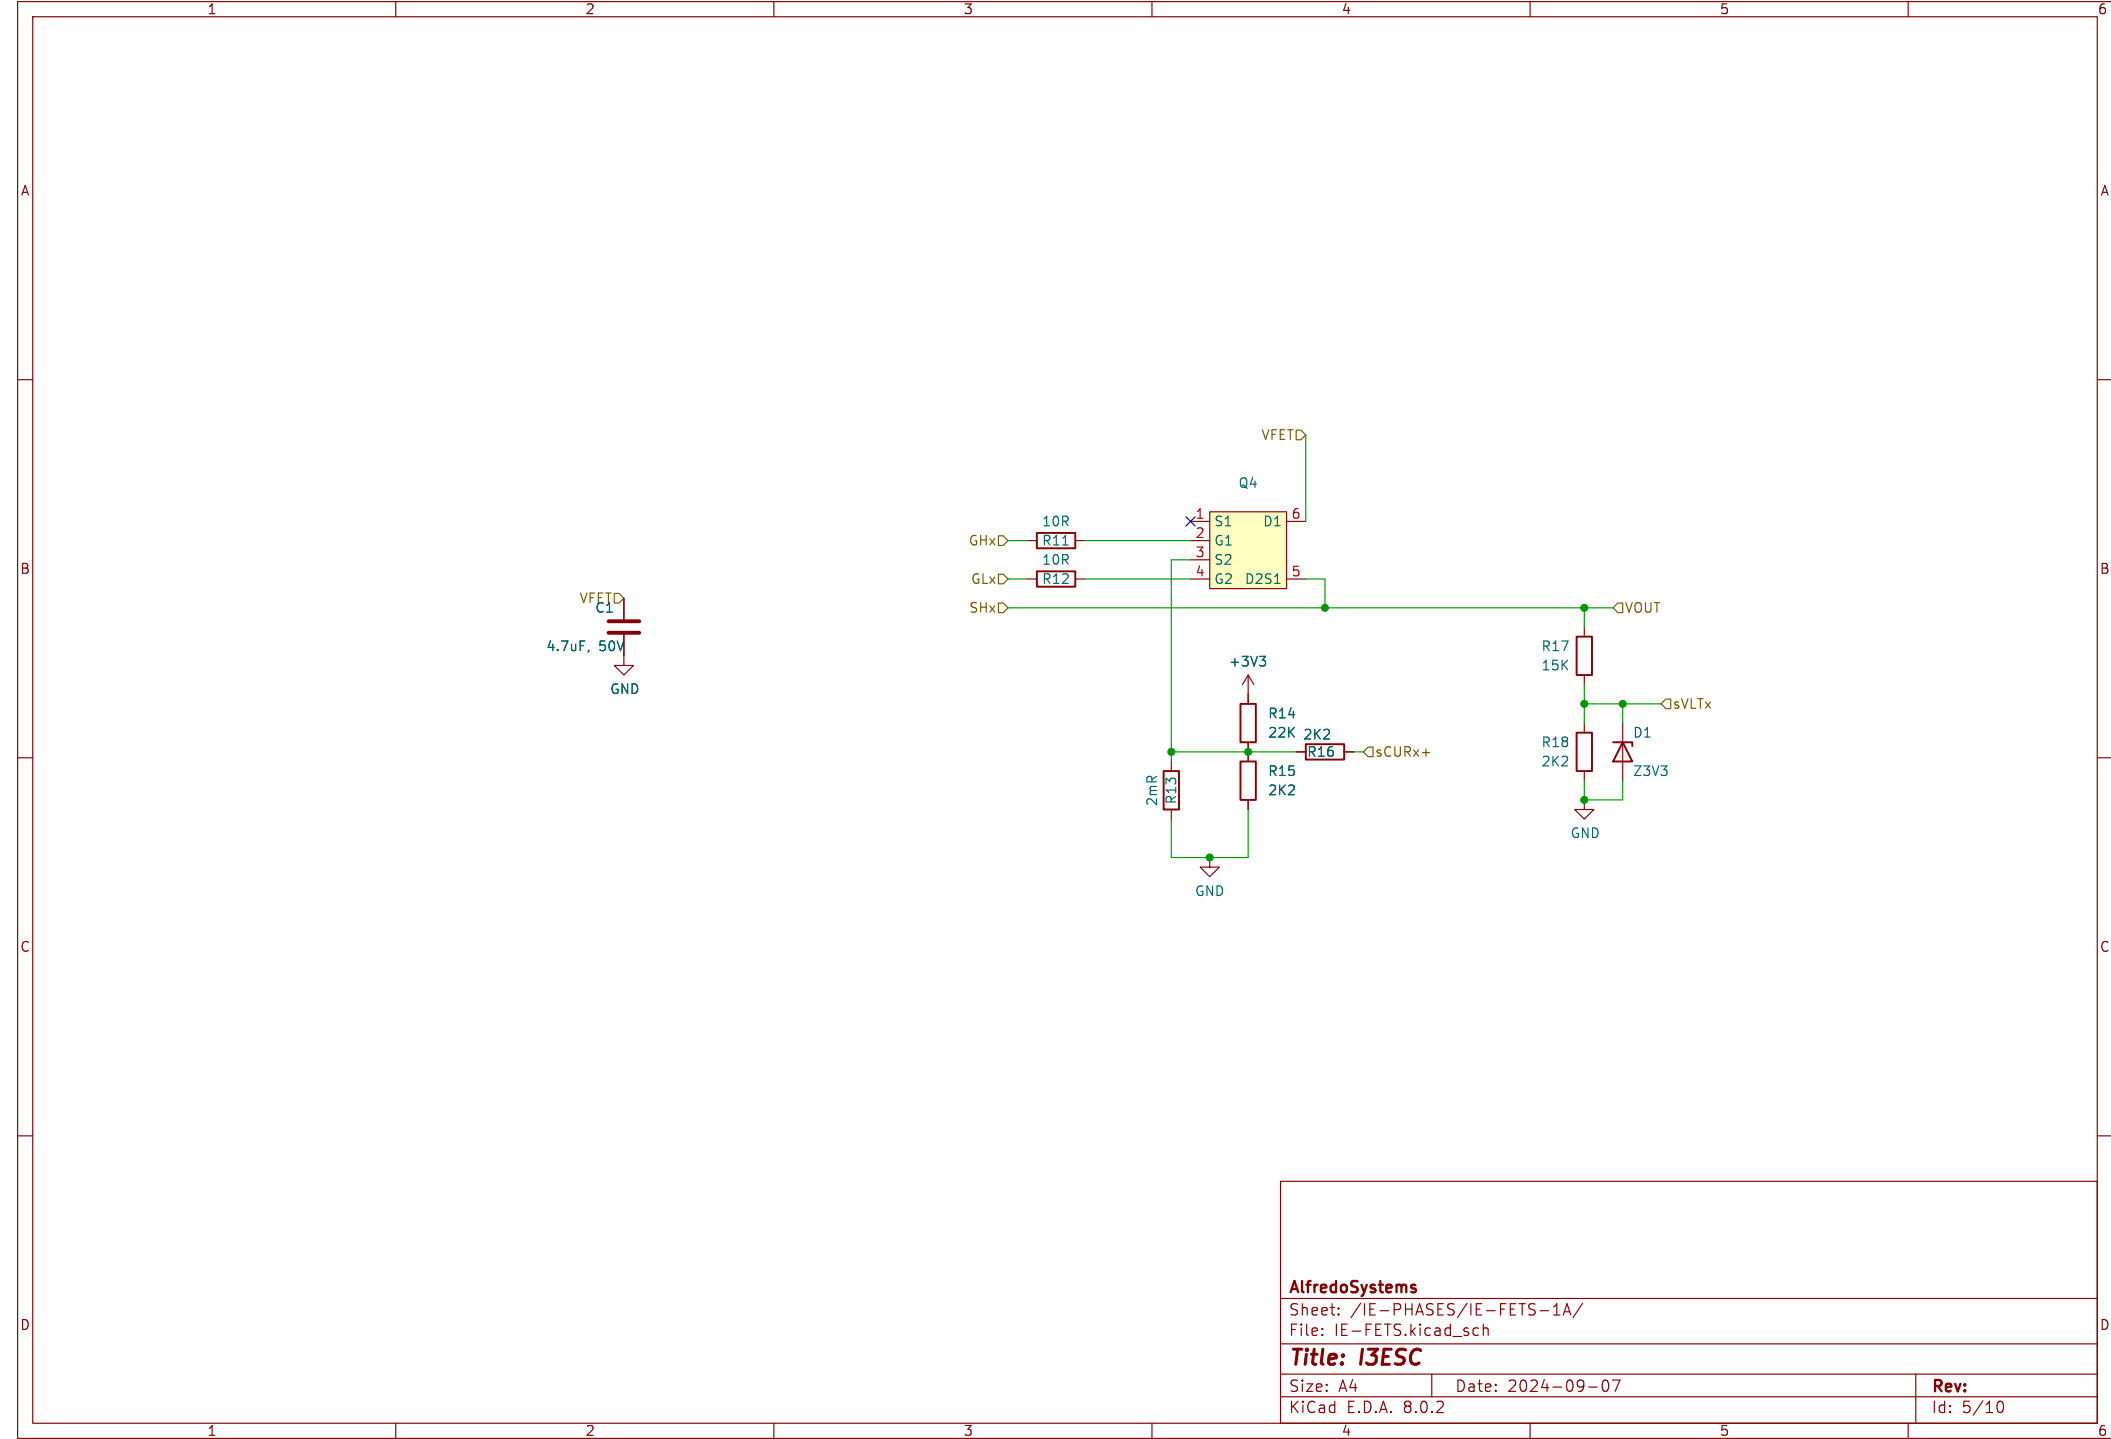 1 2 3 4 5 6
A A
VFET
Q4
10R
1 S1 D1 6
GHx R11 2 G1
10R
3 S2
B B
GLx R12 4 G2 D2S1 5
VFET
C1
SHx VOUT
4.7uF, 50V
GND
+3V3
R17
15K
sVLTx
R14
22K
2K2
R16 sCURx+
R18
2K2
D1
Z3V3
2mR
R13
R15
2K2
GND
GND
C C
AlfredoSystems
Sheet: /IE-PHASES/IE-FETS-1A/
File: IE-FETS.kicad_sch
D D
Title: I3ESC
Size: A4 Date: 2024-09-07 Rev:
KiCad E.D.A. 8.0.2 Id: 5/10
1 2 3 4 5 6